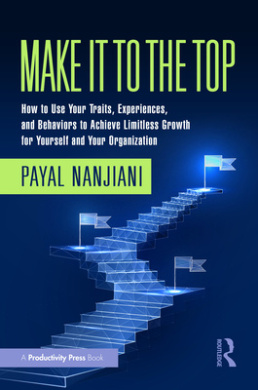 MAKE IT TO THE TOP
How to Use Your Traits, Experiences,
and Behaviors to Achieve Limitless Growth
for Yourself and Your Organization
PAYAL NANJIANI
A Productivity Press Book
ROUTLEDGE